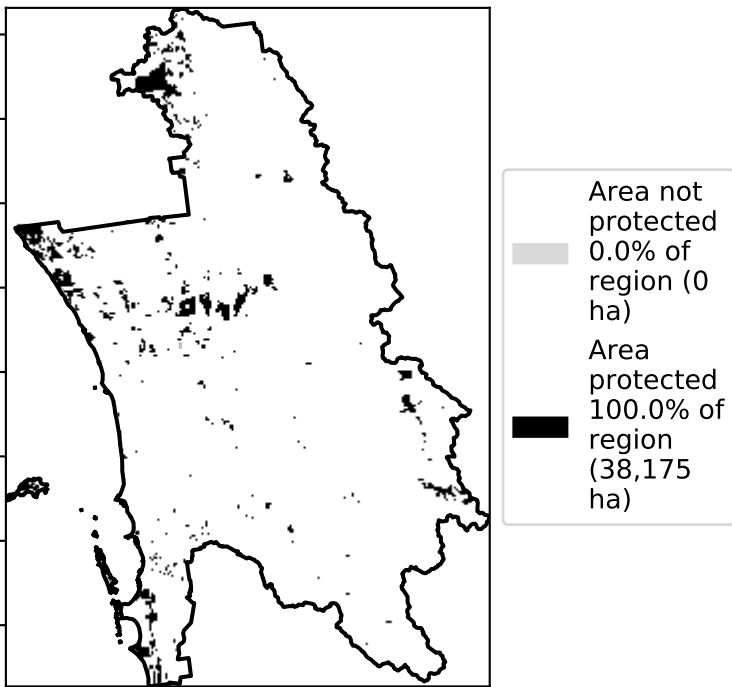 Area not
protected
0.0% of
region (0
ha)
Area
protected
100.0% of
region
(38,175
ha)